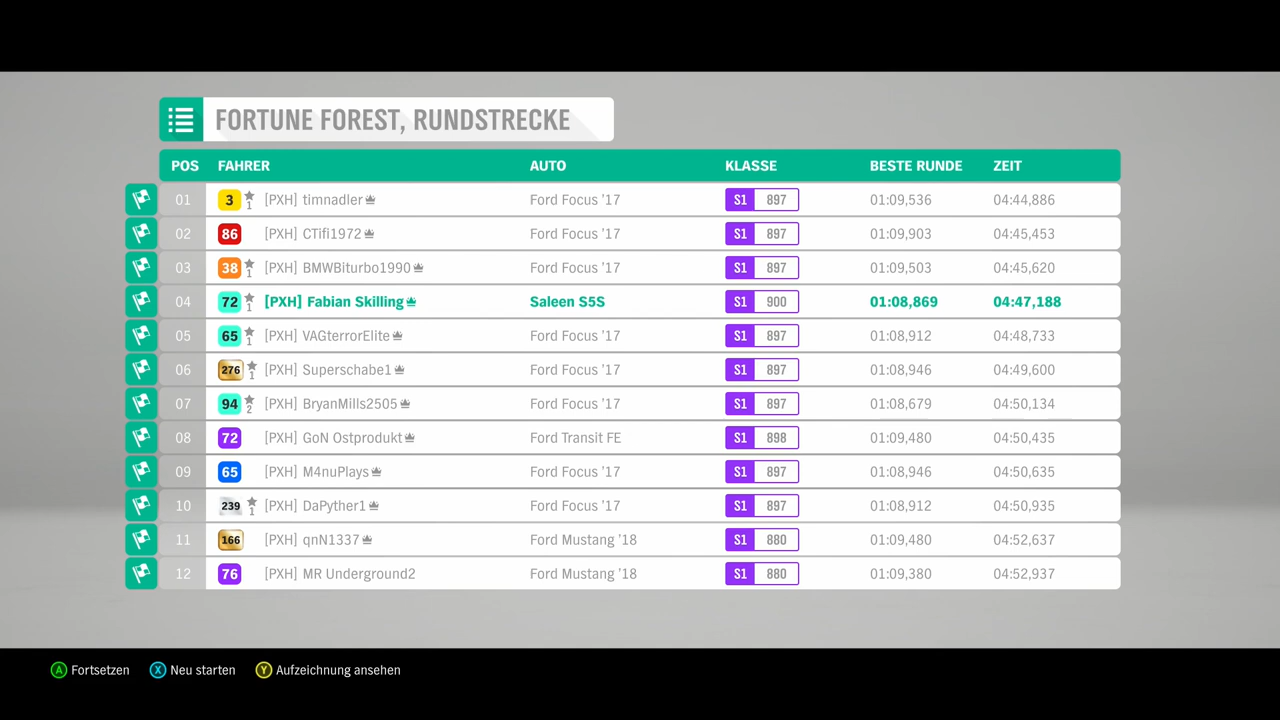 FORTUNE FOREST, RUNDSTRECKE
POS FAHRER AUTO KLASSE BESTE RUNDE ZEIT
01 3 1 [PXH] timnadler Ford Focus '17 S1 897 01:09,536 04:44,886
02 86 [PXH] CTifi1972 Ford Focus '17 S1 897 01:09,903 04:45,453
03 38 1 [PXH] BMWBiturbo1990 Ford Focus '17 S1 897 01:09,503 04:45,620
04 72 1 [PXH] Fabian Skilling Saleen S5S S1 900 01:08,869 04:47,188
05 65 1 [PXH] VAGterrorElite Ford Focus '17 S1 897 01:08,912 04:48,733
06 276 1 [PXH] Superschabe1 Ford Focus '17 S1 897 01:08,946 04:49,600
07 94 2 [PXH] BryanMills2505 Ford Focus '17 S1 897 01:08,679 04:50,134
08 72 [PXH] GoN Ostprodukt Ford Transit FE S1 898 01:09,480 04:50,435
09 65 [PXH] M4nuPlays Ford Focus '17 S1 897 01:08,946 04:50,635
10 239 1 [PXH] DaPyther1 Ford Focus '17 S1 897 01:08,912 04:50,935
11 166 [PXH] qnN1337 Ford Mustang '18 S1 880 01:09,480 04:52,637
12 76 [PXH] MR Underground2 Ford Mustang '18 S1 880 01:09,380 04:52,937
A Fortsetzen X Neu starten Y Aufzeichnung ansehen